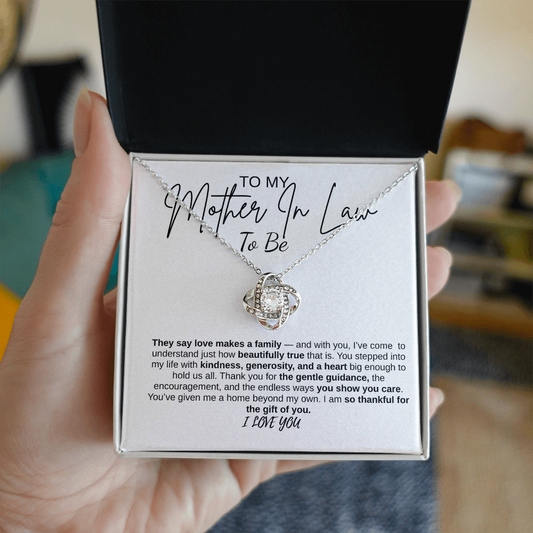 TO MY
Mother In Law
To Be
They say love makes a family — and with you, I've come to
understand just how beautifully true that is. You stepped into
my life with kindness, generosity, and a heart big enough to
hold us all. Thank you for the gentle guidance, the
encouragement, and the endless ways you show you care.
You've given me a home beyond my own. I am so thankful for
the gift of you.
I LOVE YOU